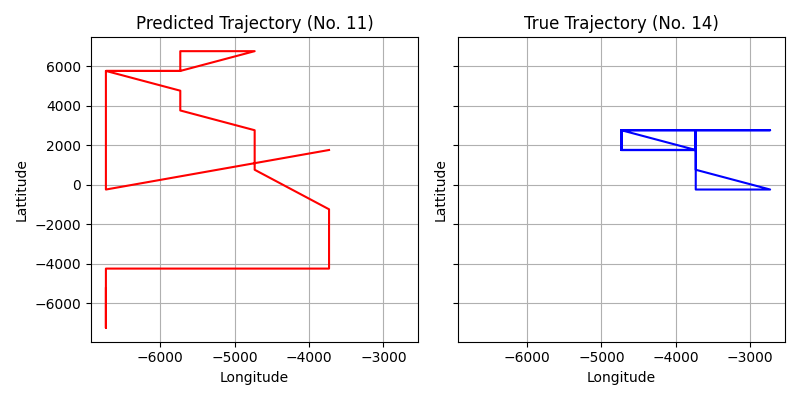 Predicted Trajectory (No. 11)
True Trajectory (No. 14)
6000
4000
2000
0
−2000
−4000
−6000
Lattitude
Lattitude
−6000 −5000 −4000 −3000
−6000 −5000 −4000 −3000
Longitude
Longitude